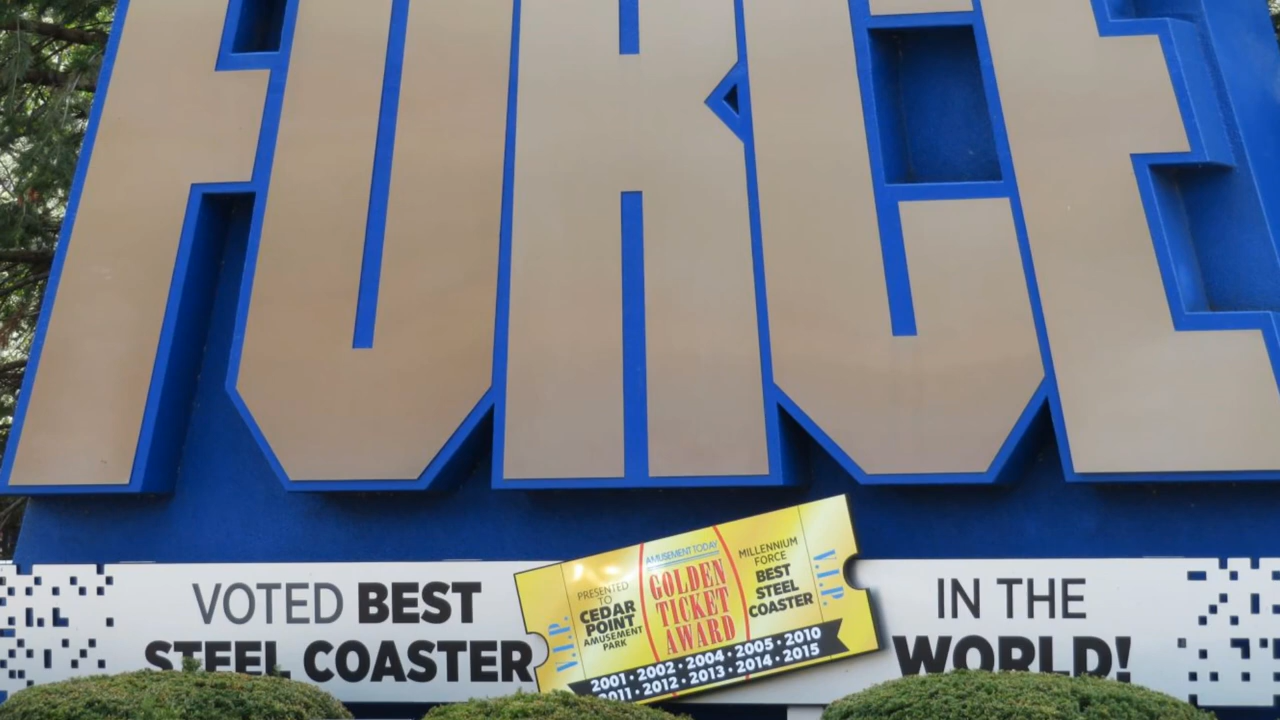 FORCE
VOTED BEST
STEEL COASTER
V.I.P.
PRESENTED
TO
CEDAR
POINT
AMUSEMENT
PARK
AMUSEMENT TODAY
GOLDEN
TICKET
AWARD
MILLENNIUM
FORCE
BEST
STEEL
COASTER
V.I.P.
2001 • 2002 • 2004 • 2005 • 2010
2011 • 2012 • 2013 • 2014 • 2015
IN THE
WORLD!